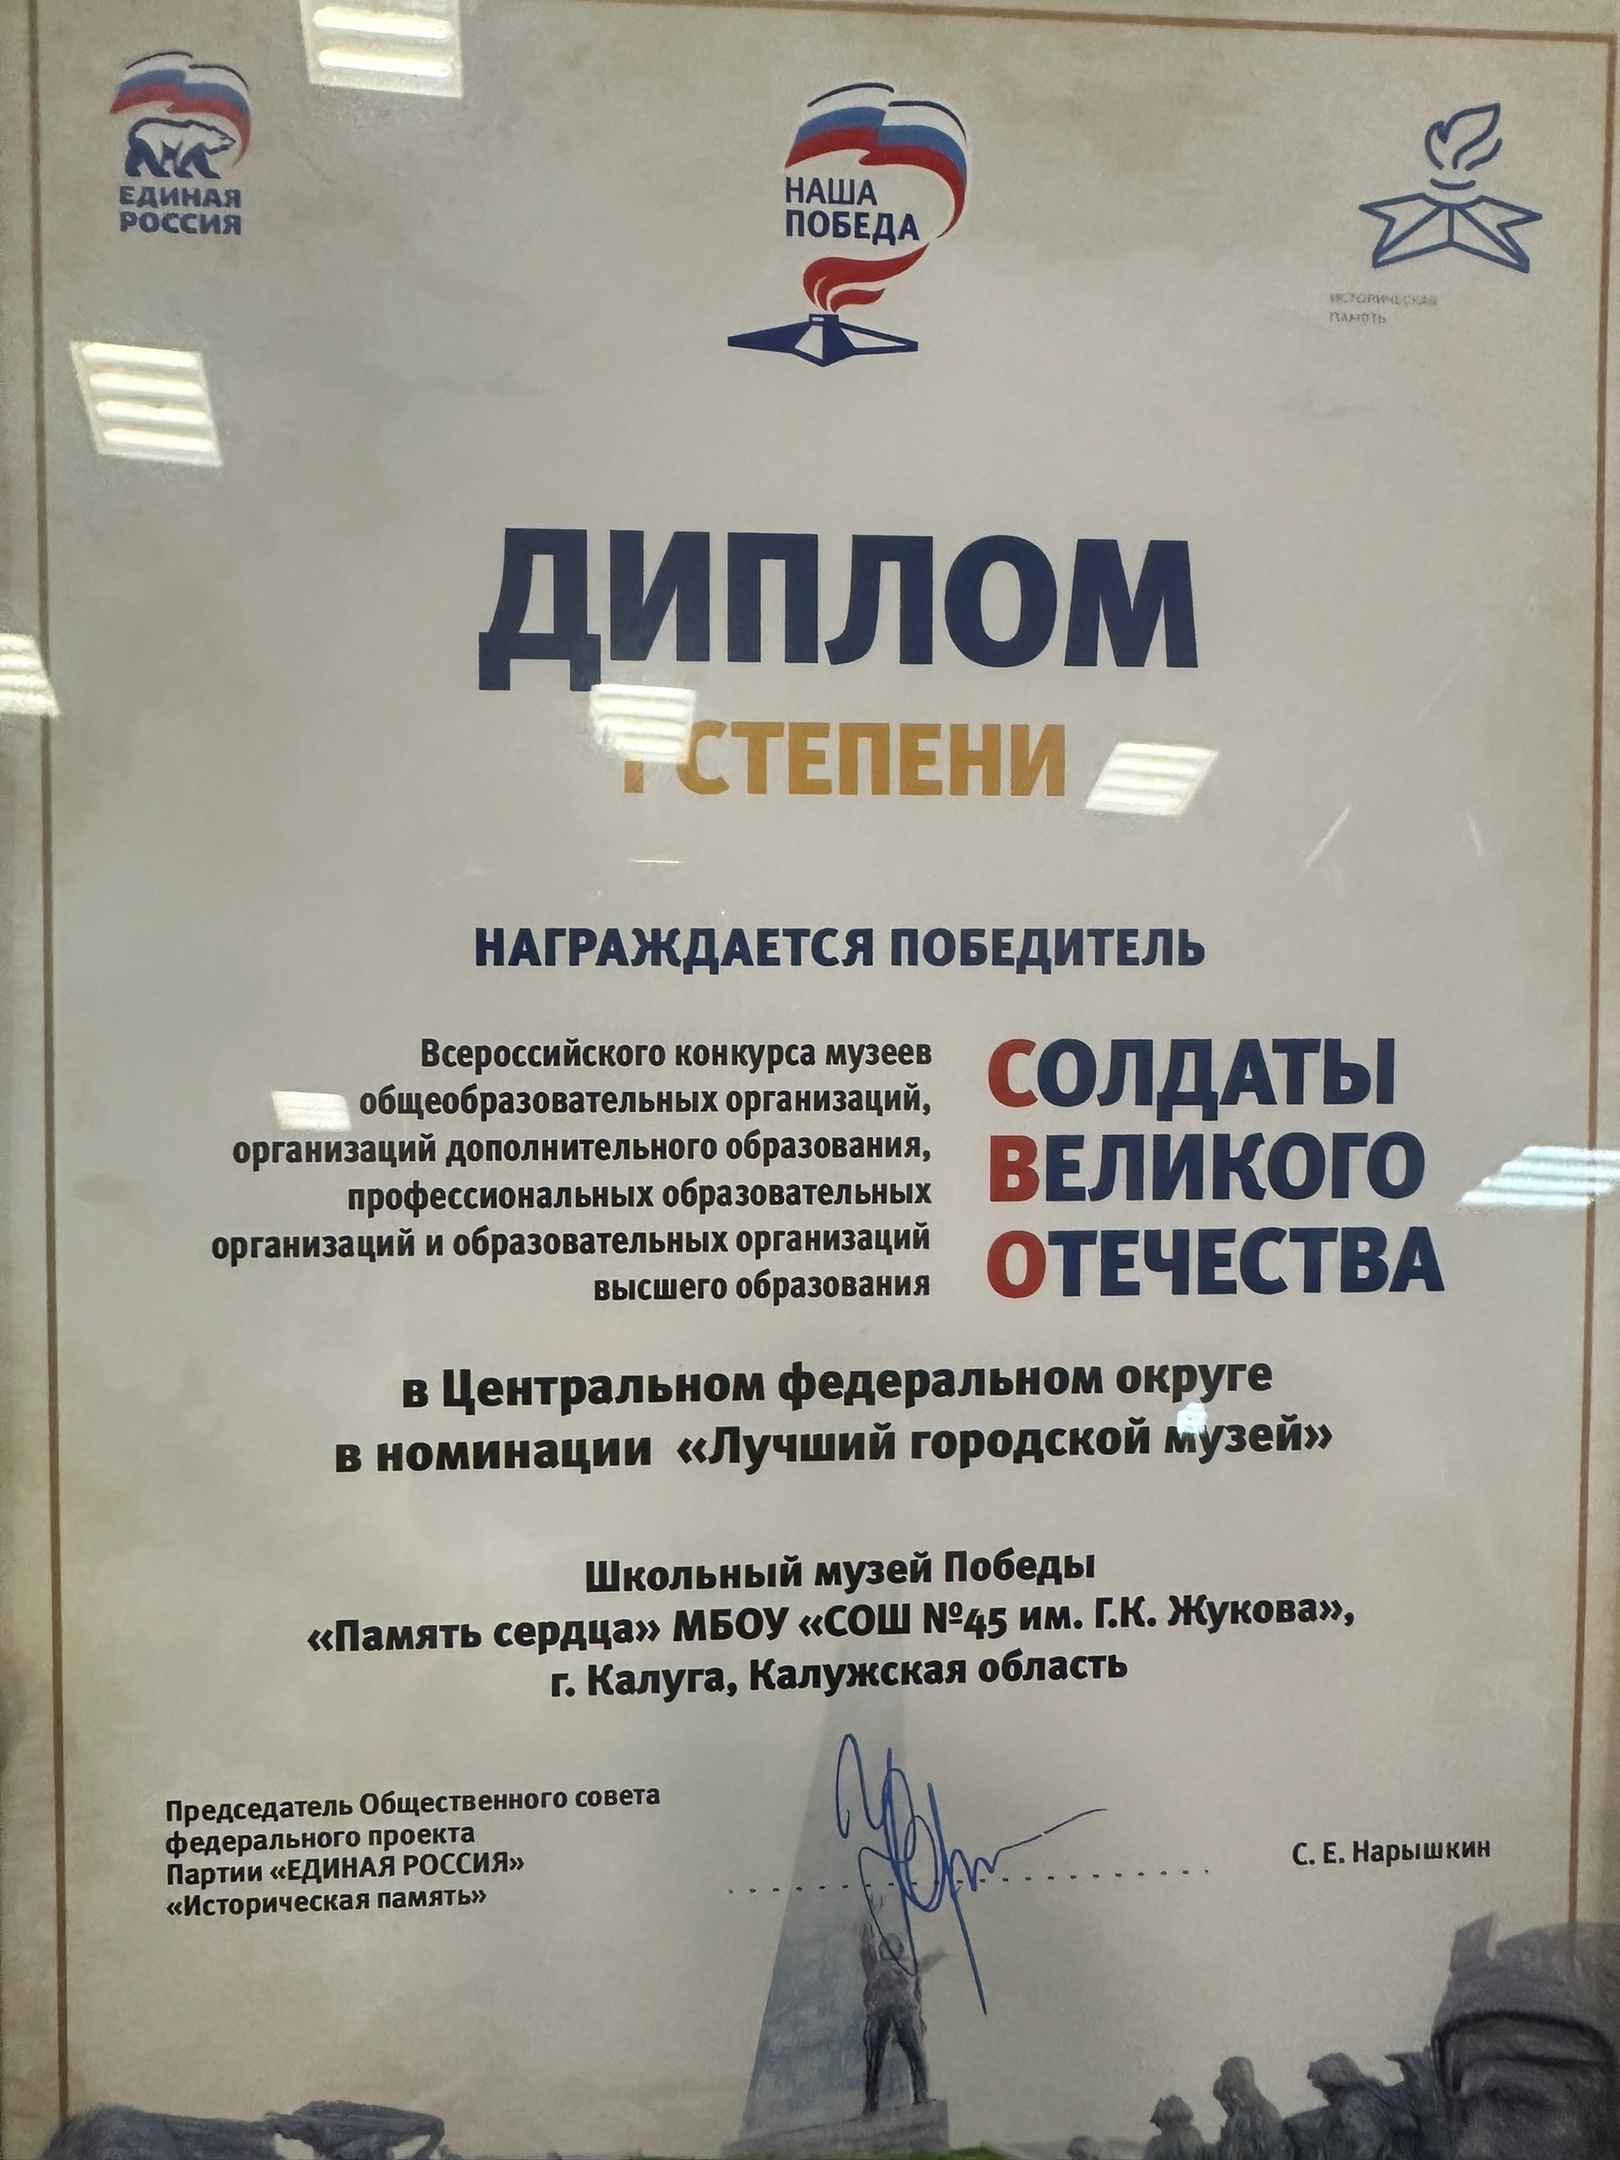 ЕДИНАЯ
РОССИЯ
НАША
ПОБЕДА
ИСТОРИЧЕСКАЯ
ПАМЯТЬ
ДИПЛОМ
I СТЕПЕНИ
НАГРАЖДАЕТСЯ ПОБЕДИТЕЛЬ
Всероссийского конкурса музеев
общеобразовательных организаций,
организаций дополнительного образования,
профессиональных образовательных
организаций и образовательных организаций
высшего образования
СОЛДАТЫ
ВЕЛИКОГО
ОТЕЧЕСТВА
в Центральном федеральном округе
в номинации «Лучший городской музей»
Школьный музей Победы
«Память сердца» МБОУ «СОШ №45 им. Г.К. Жукова»,
г. Калуга, Калужская область
Председатель Общественного совета
федерального проекта
Партии «ЕДИНАЯ РОССИЯ»
«Историческая память»
С. Е. Нарышкин